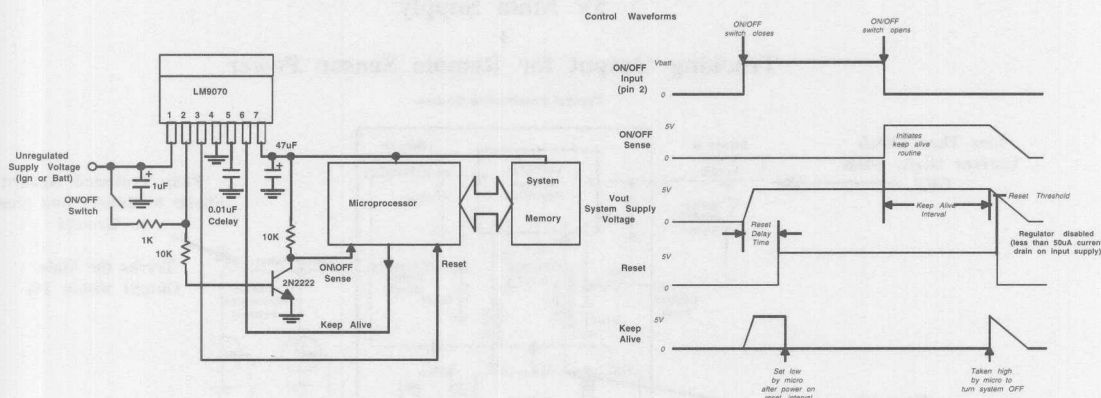 Control Waveforms
LM9070
1 2 3 4 5 6 7
Unregulated
Supply Voltage
(Ign or Batt)
1uF
+
ON/OFF
Switch
0.01uF
Cdelay
1K
10K
47uF
+
10K
2N2222
ON\OFF
Sense
Keep Alive
Microprocessor
Reset
System
Memory
ON/OFF
switch closes
ON/OFF
switch opens
ON/OFF
Input
(pin 2)
Vbatt
0
ON/OFF
Sense
5V
0
Initiates
keep alive
routine
Vout
System Supply
Voltage
5V
0
Reset
Delay
Time
Keep Alive
Interval
Reset Threshold
Regulator disabled
(less than 50uA current
drain on input supply)
Reset
5V
0
Keep
Alive
5V
0
Set low
by micro
after power on
reset interval
Taken high
by micro to
turn system OFF